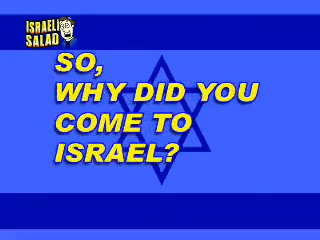 ISRAELI
SALAD
SO,
WHY DID YOU
COME TO
ISRAEL?